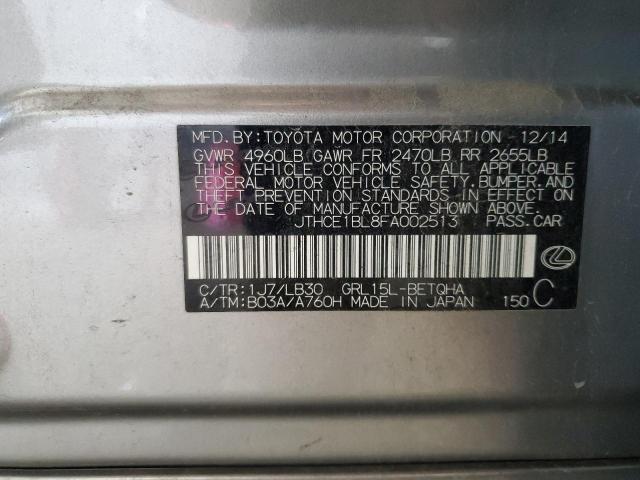 MFD. BY: TOYOTA MOTOR CORPORATION 12/14
GVWR 4960LB GAWR FR 2470LB RR 2655LB
THIS VEHICLE CONFORMS TO ALL APPLICABLE
FEDERAL MOTOR VEHICLE SAFETY, BUMPER, AND
THEFT PREVENTION STANDARDS IN EFFECT ON
THE DATE OF MANUFACTURE SHOWN ABOVE.
JTHCE1BL8FA002513 PASS. CAR
C/TR: 1J7/LB30 GRL15L-BETQHA
A/TM: B03A/A760H MADE IN JAPAN 150 C